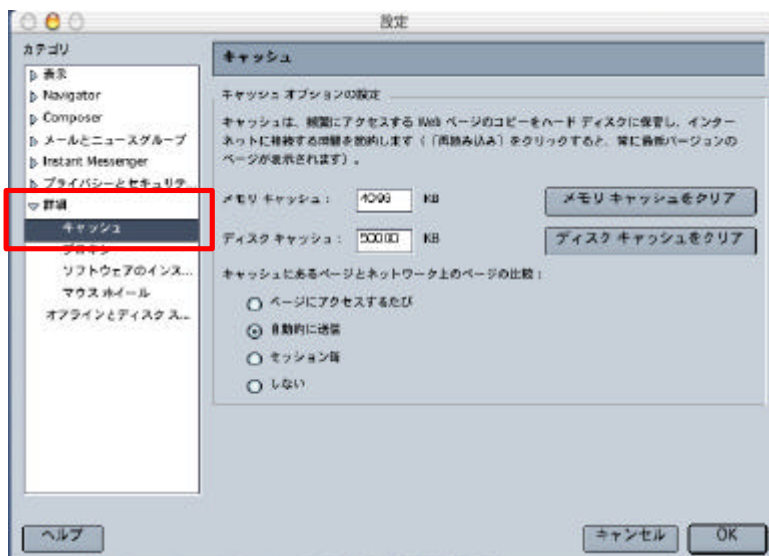 設定
カテゴリ
表示
Navigator
Composer
メールとニュースグループ
Instant Messenger
プライバシーとセキュリテ...
詳細
キャッシュ
プロキシ
ソフトウェアのインス...
マウス ホイール
オフラインとディスク ス...
キャッシュ
キャッシュ オプションの設定
キャッシュは、頻繁にアクセスする Web ページのコピーをハード ディスクに保管し、インター
ネットに接続する時間を節約します（「再読み込み」をクリックすると、常に最新バージョンの
ページが表示されます）。
メモリ キャッシュ： 4096 KB メモリ キャッシュをクリア
ディスク キャッシュ： 50000 KB ディスク キャッシュをクリア
キャッシュにあるページとネットワーク上のページの比較：
ページにアクセスするたび
自動的に送信
セッション毎
しない
ヘルプ
キャンセル
OK